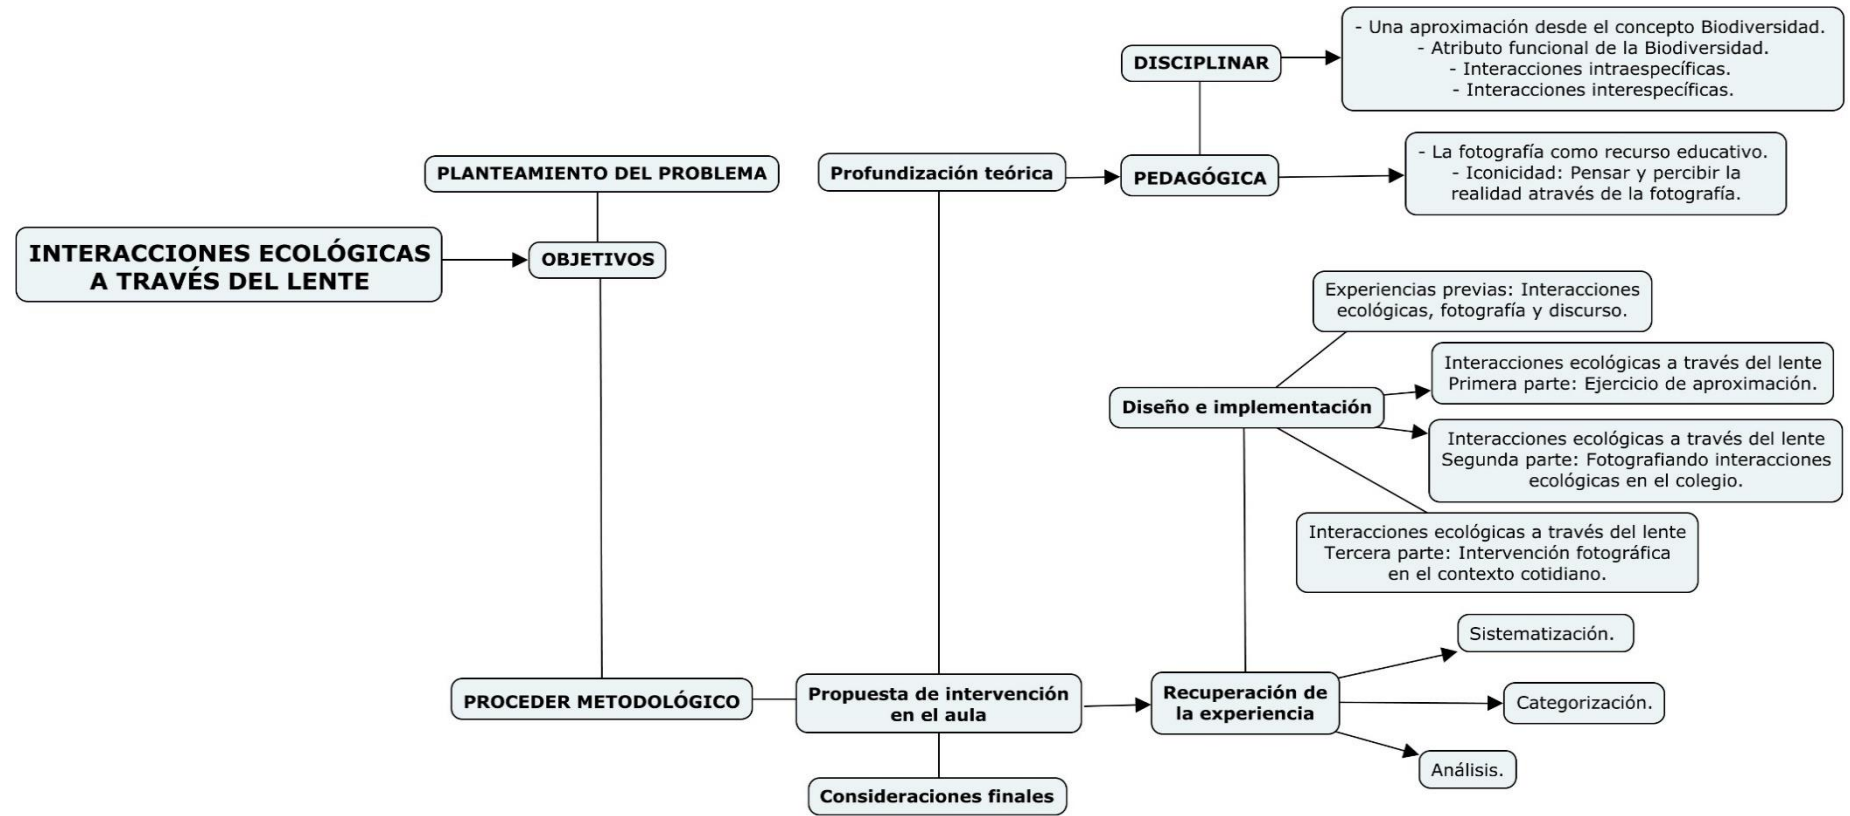 INTERACCIONES ECOLÓGICAS
A TRAVÉS DEL LENTE
PLANTEAMIENTO DEL PROBLEMA
OBJETIVOS
PROCEDER METODOLÓGICO
Profundización teórica
Propuesta de intervención
en el aula
Consideraciones finales
DISCIPLINAR
- Una aproximación desde el concepto Biodiversidad.
- Atributo funcional de la Biodiversidad.
- Interacciones intraespecíficas.
- Interacciones interespecíficas.
PEDAGÓGICA
- La fotografía como recurso educativo.
- Iconicidad: Pensar y percibir la
realidad através de la fotografía.
Diseño e implementación
Experiencias previas: Interacciones
ecológicas, fotografía y discurso.
Interacciones ecológicas a través del lente
Primera parte: Ejercicio de aproximación.
Interacciones ecológicas a través del lente
Segunda parte: Fotografiando interacciones
ecológicas en el colegio.
Interacciones ecológicas a través del lente
Tercera parte: Intervención fotográfica
en el contexto cotidiano.
Recuperación de
la experiencia
Sistematización.
Categorización.
Análisis.